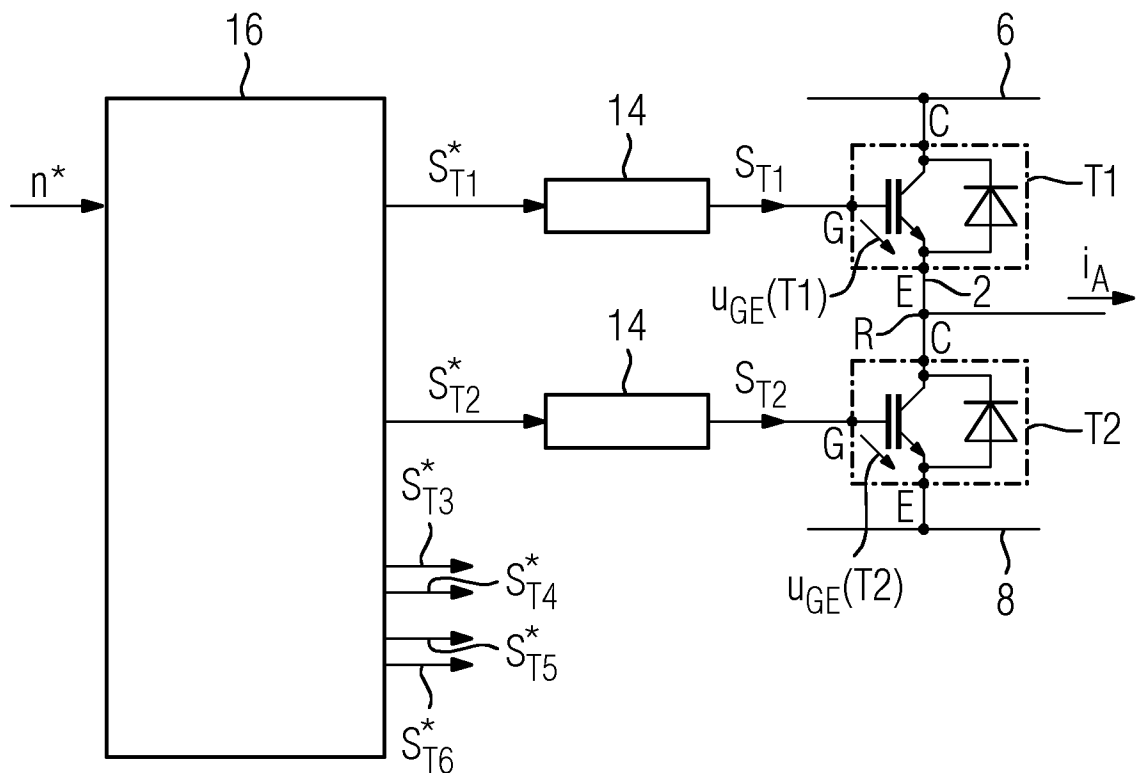 16
6
n*
S*T1
14
ST1
C
T1
G
uGE(T1)
E
2
iA
R
C
S*T2
14
ST2
G
T2
E
uGE(T2)
8
S*T3
S*T4
S*T5
S*T6